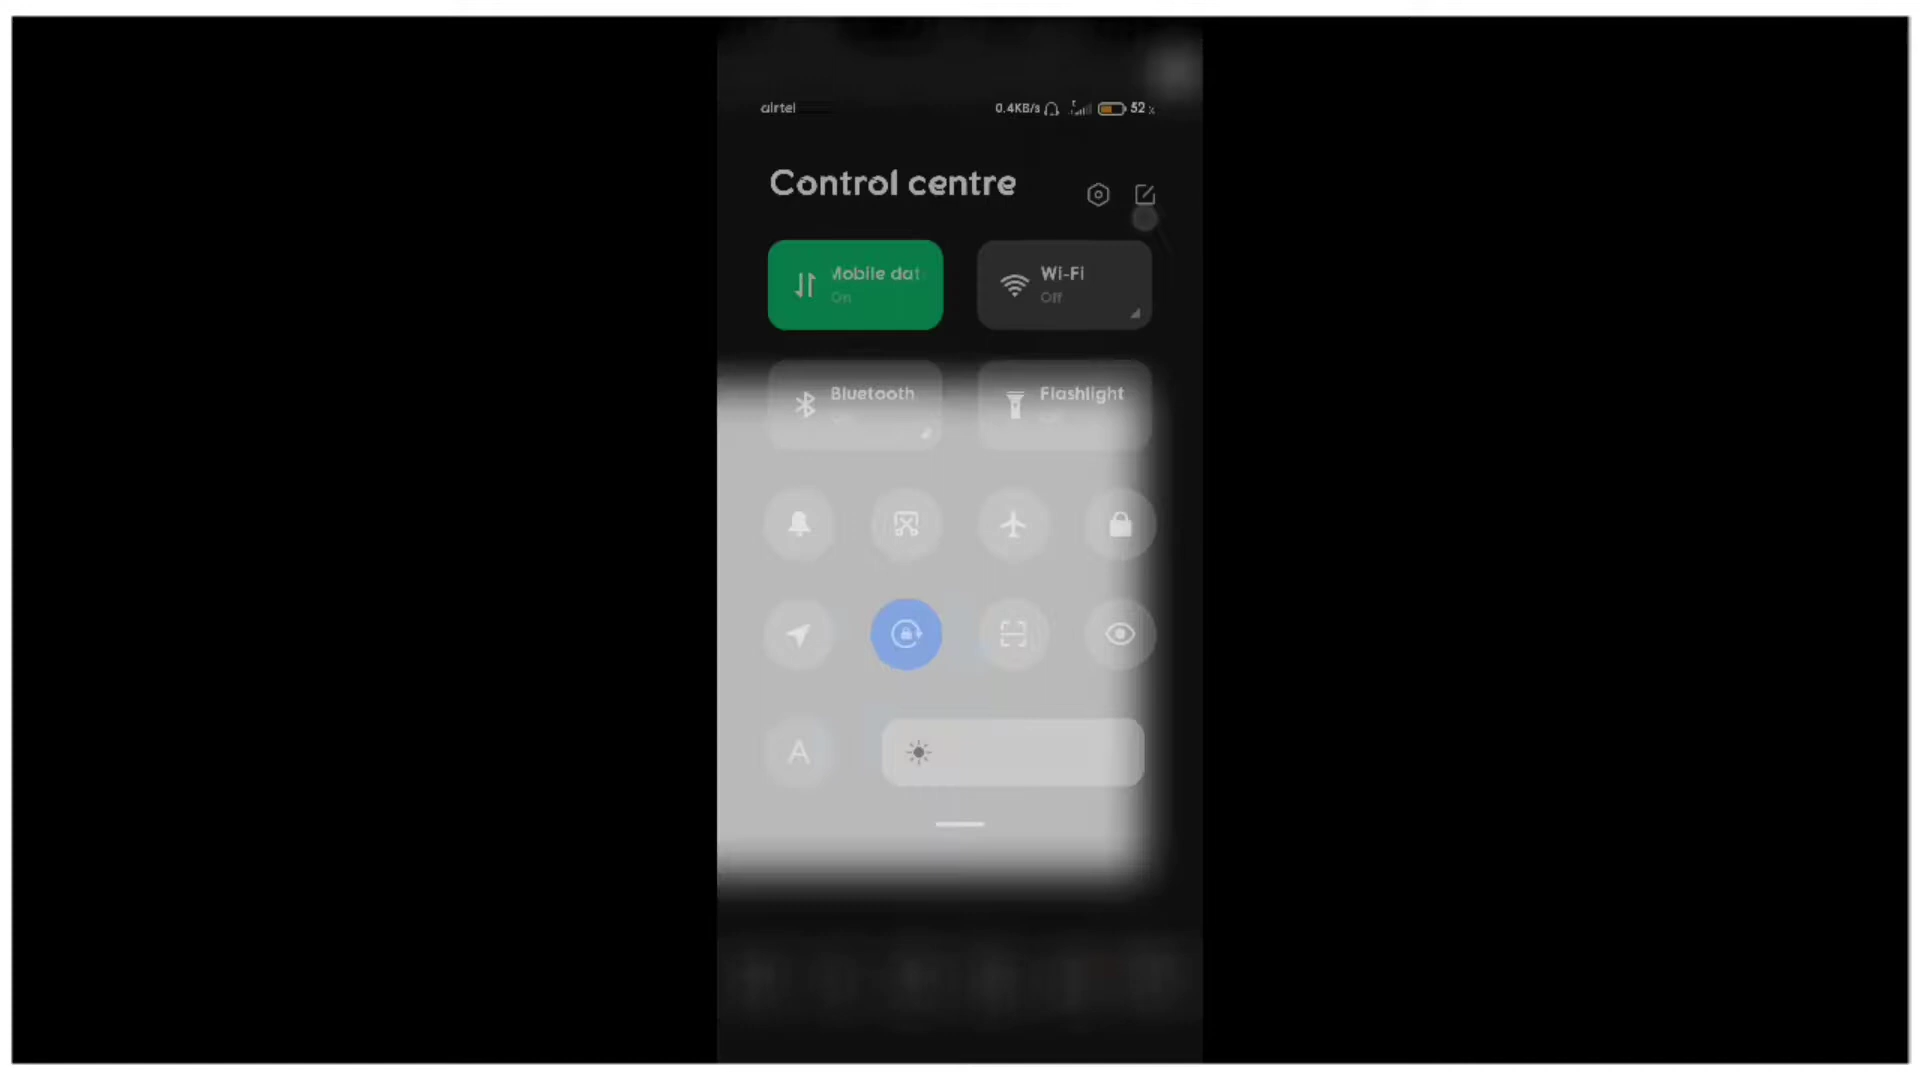 airtel
0.4KB/s 52 %
Control centre
Mobile dat
On
Wi-Fi
Off
Bluetooth
Flashlight
A